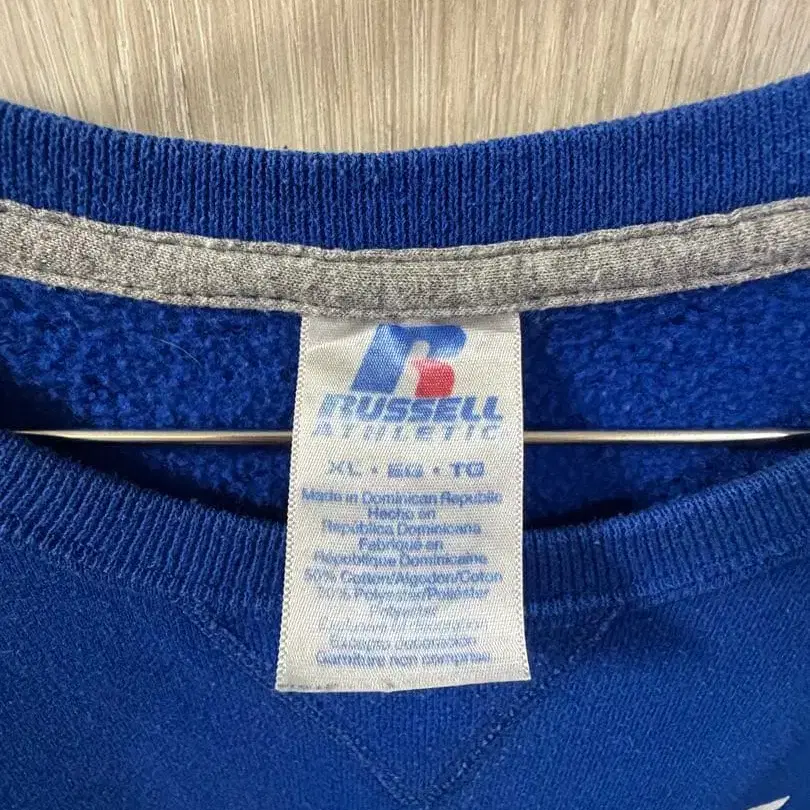 RUSSELL
ATHLETIC
XL • EG • TG
Made in Dominican Republic
Hecho en
República Dominicana
Fabriqué en
République Dominicaine
50% Cotton/Algodon/Coton
50% Polyester/Poliéster
Polyester
Exclusive of Decoration
Excepto Decoración
Garniture non comprise